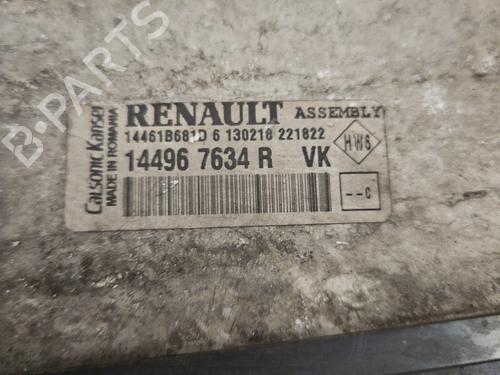 Calsonic Kansei
MADE IN ROMANIA
RENAULT ASSEMBLY
14461B681D 6 130218 221822
14496 7634 R VK
HW6
--C
B-PARTS